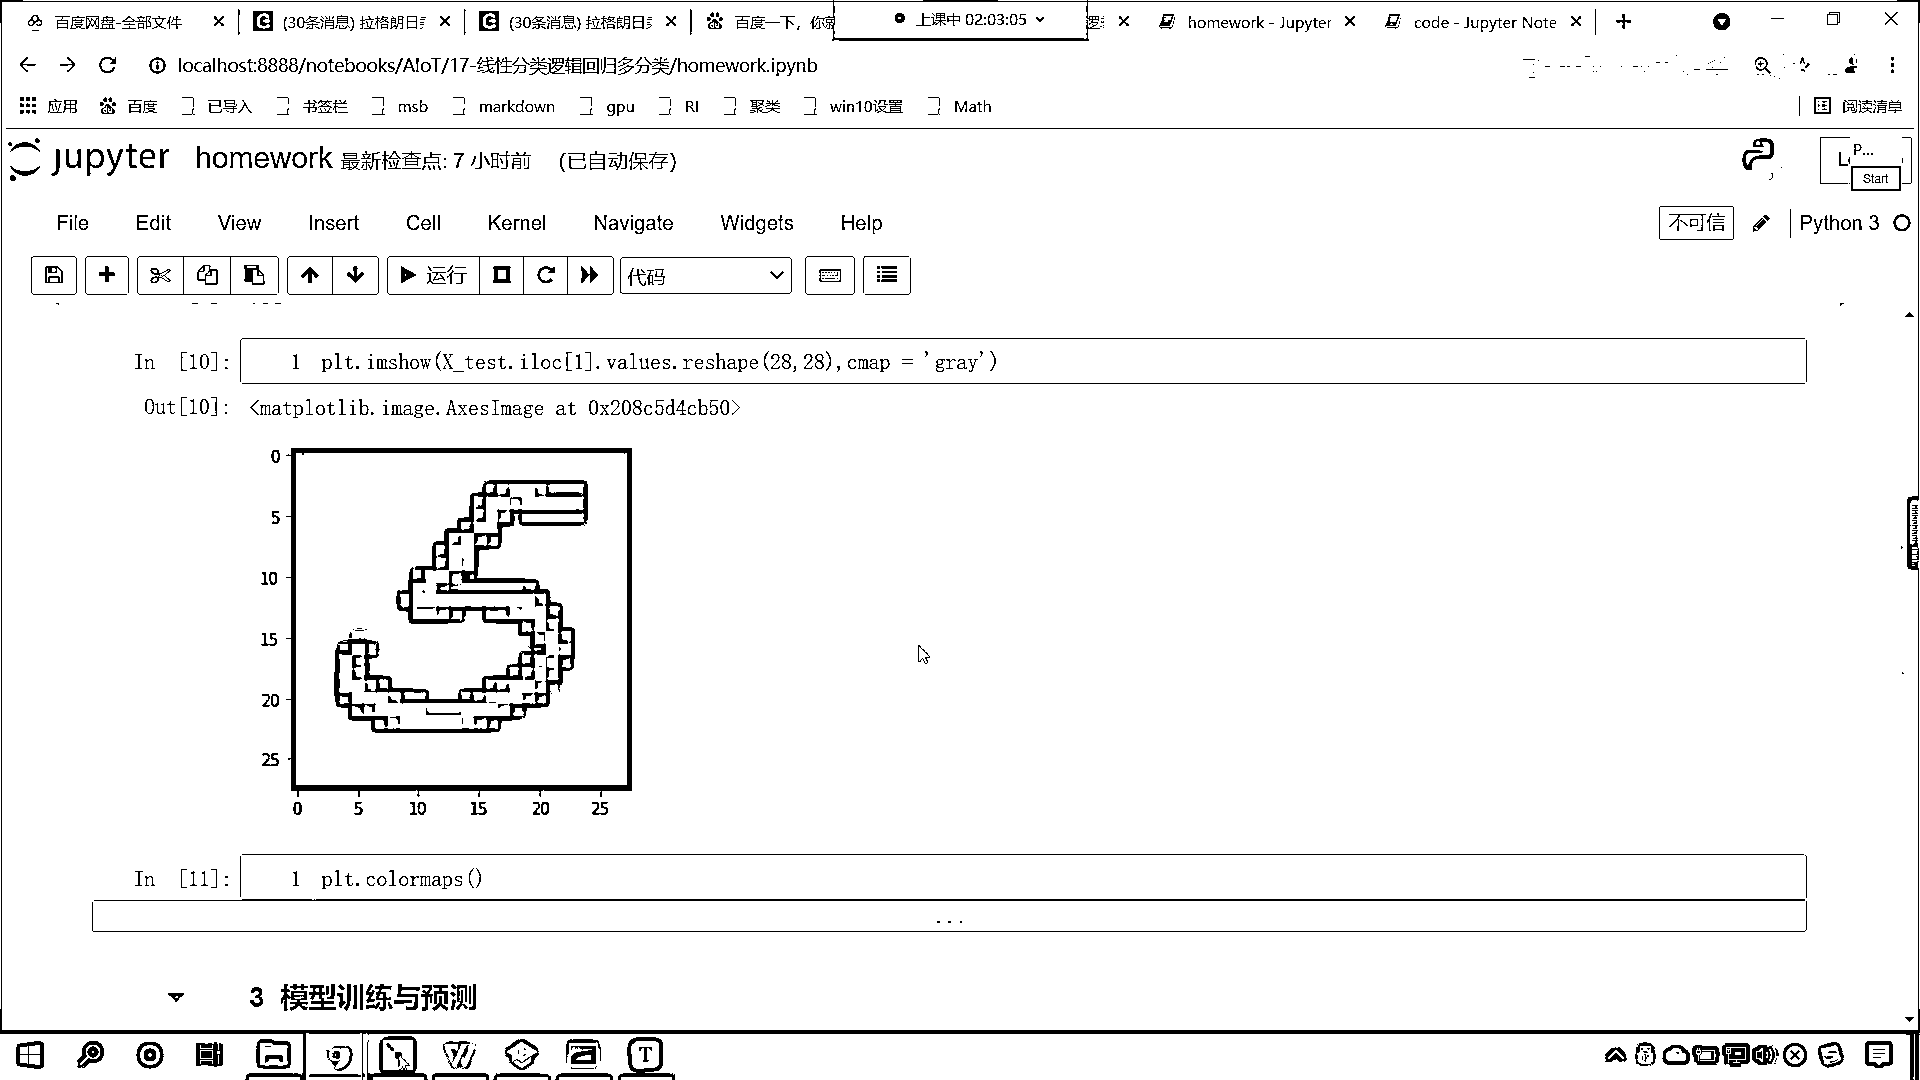 百度网盘-全部文件
(30条消息) 拉格朗日
(30条消息) 拉格朗日
百度一下，你
上课中 02:03:05
homework - Jupyter
code - Jupyter Note
localhost:8888/notebooks/AIoT/17-线性分类逻辑回归多分类/homework.ipynb
应用 百度 已导入 书签栏 msb markdown gpu RI 聚类 win10设置 Math 阅读清单
jupyter homework 最新检查点: 7 小时前 (已自动保存)
P...
Start
File Edit View Insert Cell Kernel Navigate Widgets Help 不可信 Python 3
运行 代码
In [10]: 1 plt.imshow(X_test.iloc[1].values.reshape(28,28),cmap = 'gray')
Out[10]: <matplotlib.image.AxesImage at 0x208c5d4cb50>
0
5
10
15
20
25
0 5 10 15 20 25
In [11]: 1 plt.colormaps()
...
3 模型训练与预测